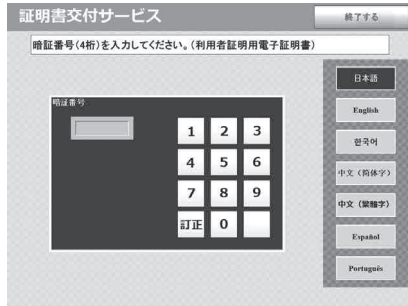 証明書交付サービス
終了する
暗証番号(4桁)を入力してください。(利用者証明用電子証明書)
日本語
English
한국어
中文(简体字)
中文(繁體字)
Español
Português
暗証番号
1 2 3
4 5 6
7 8 9
訂正 0